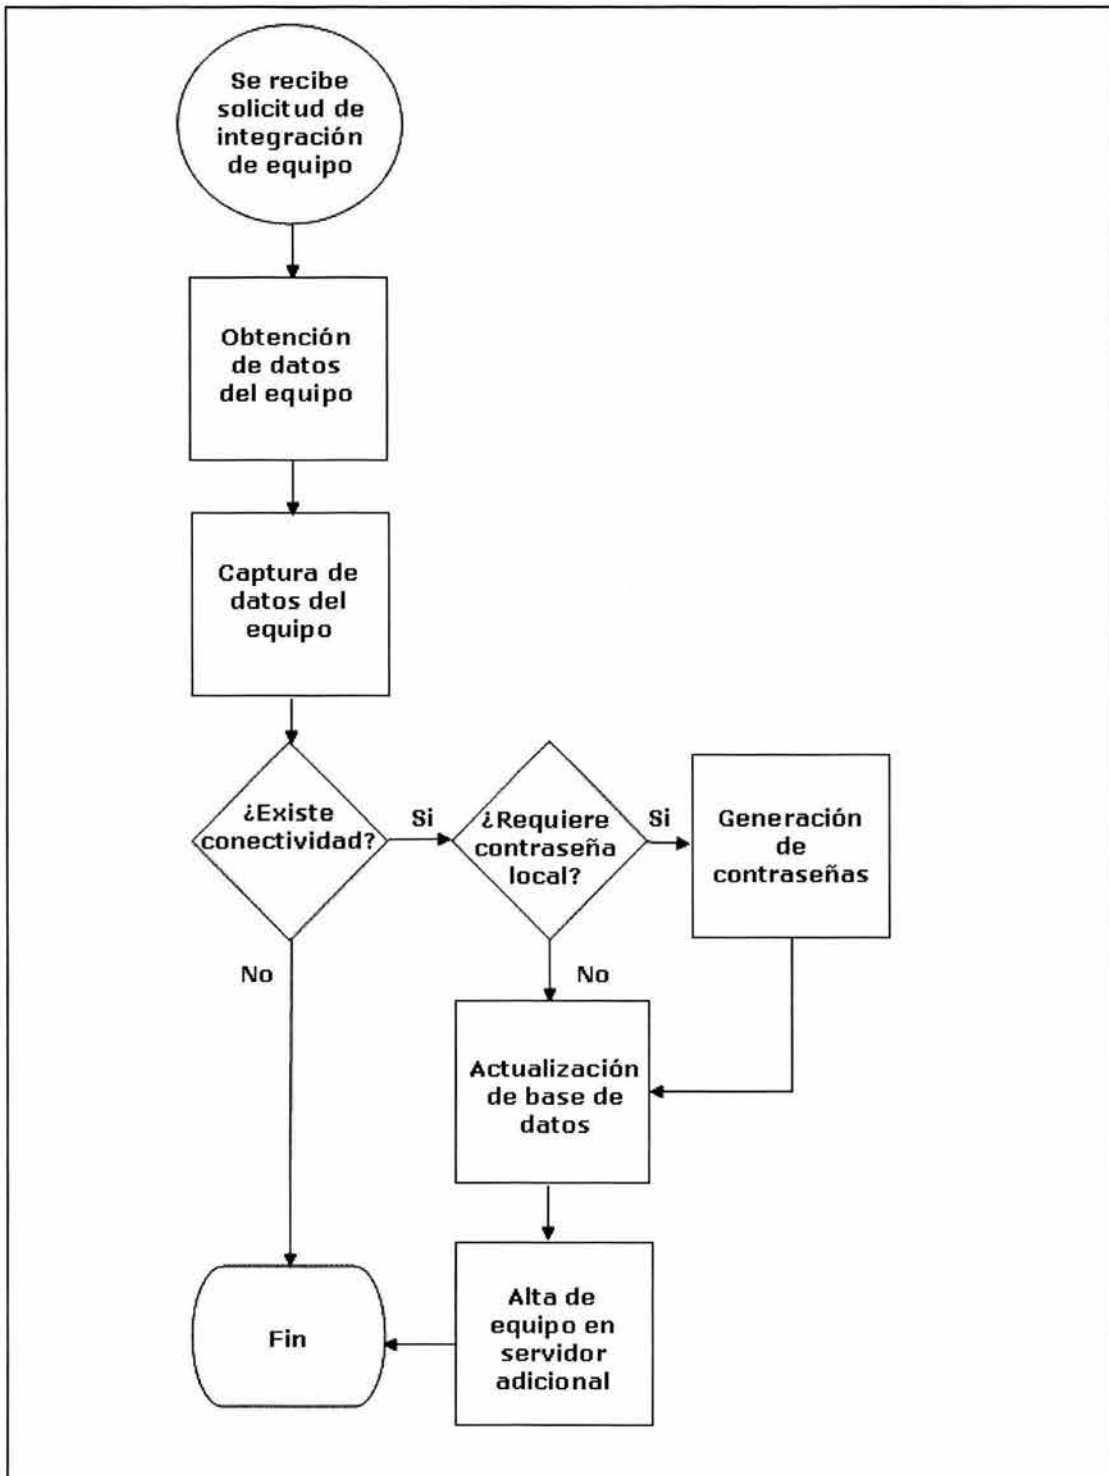 Se recibe
solicitud de
integración
de equipo
Obtención
de datos
del equipo
Captura de
datos del
equipo
¿Existe
conectividad?
Si
¿Requiere
contraseña
local?
Si
Generación
de
contraseñas
No
No
Actualización
de base de
datos
Alta de
equipo en
servidor
adicional
Fin